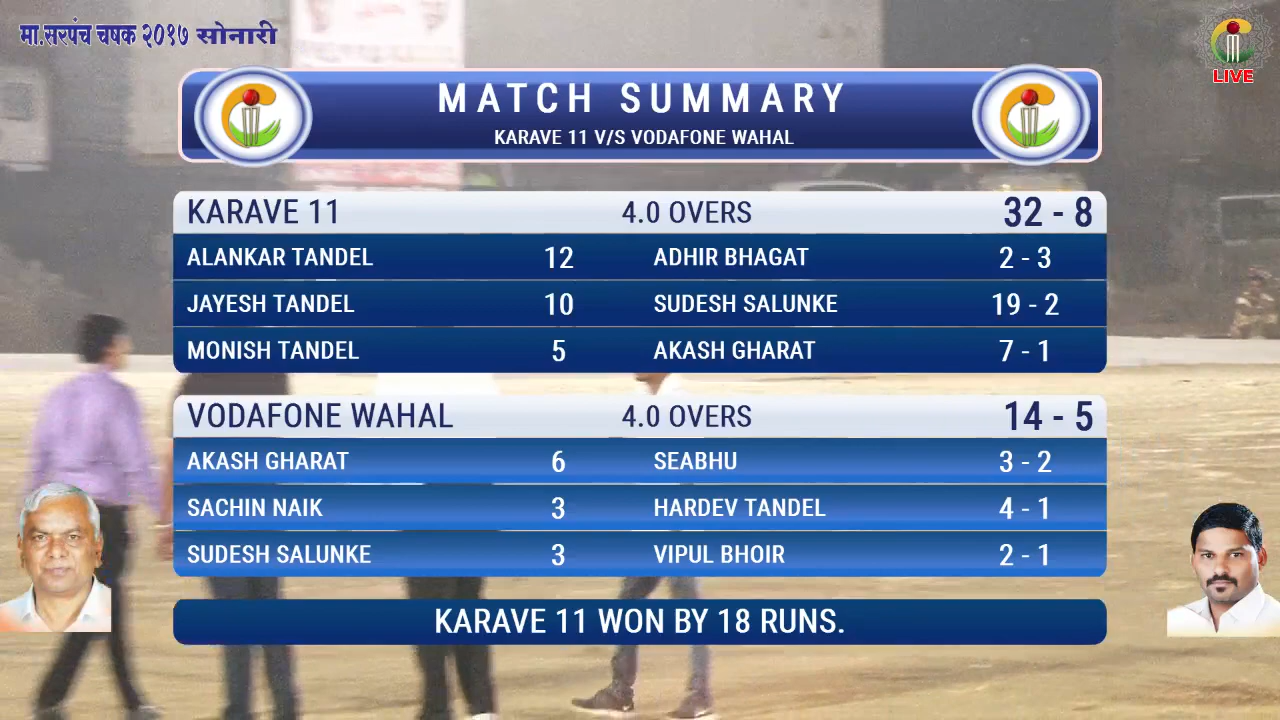 मा.सरपंच चषक २०१७ सोनारी
LIVE
MATCH SUMMARY
KARAVE 11 V/S VODAFONE WAHAL
KARAVE 11 4.0 OVERS 32 - 8
ALANKAR TANDEL 12 ADHIR BHAGAT 2 - 3
JAYESH TANDEL 10 SUDESH SALUNKE 19 - 2
MONISH TANDEL 5 AKASH GHARAT 7 - 1
VODAFONE WAHAL 4.0 OVERS 14 - 5
AKASH GHARAT 6 SEABHU 3 - 2
SACHIN NAIK 3 HARDEV TANDEL 4 - 1
SUDESH SALUNKE 3 VIPUL BHOIR 2 - 1
KARAVE 11 WON BY 18 RUNS.